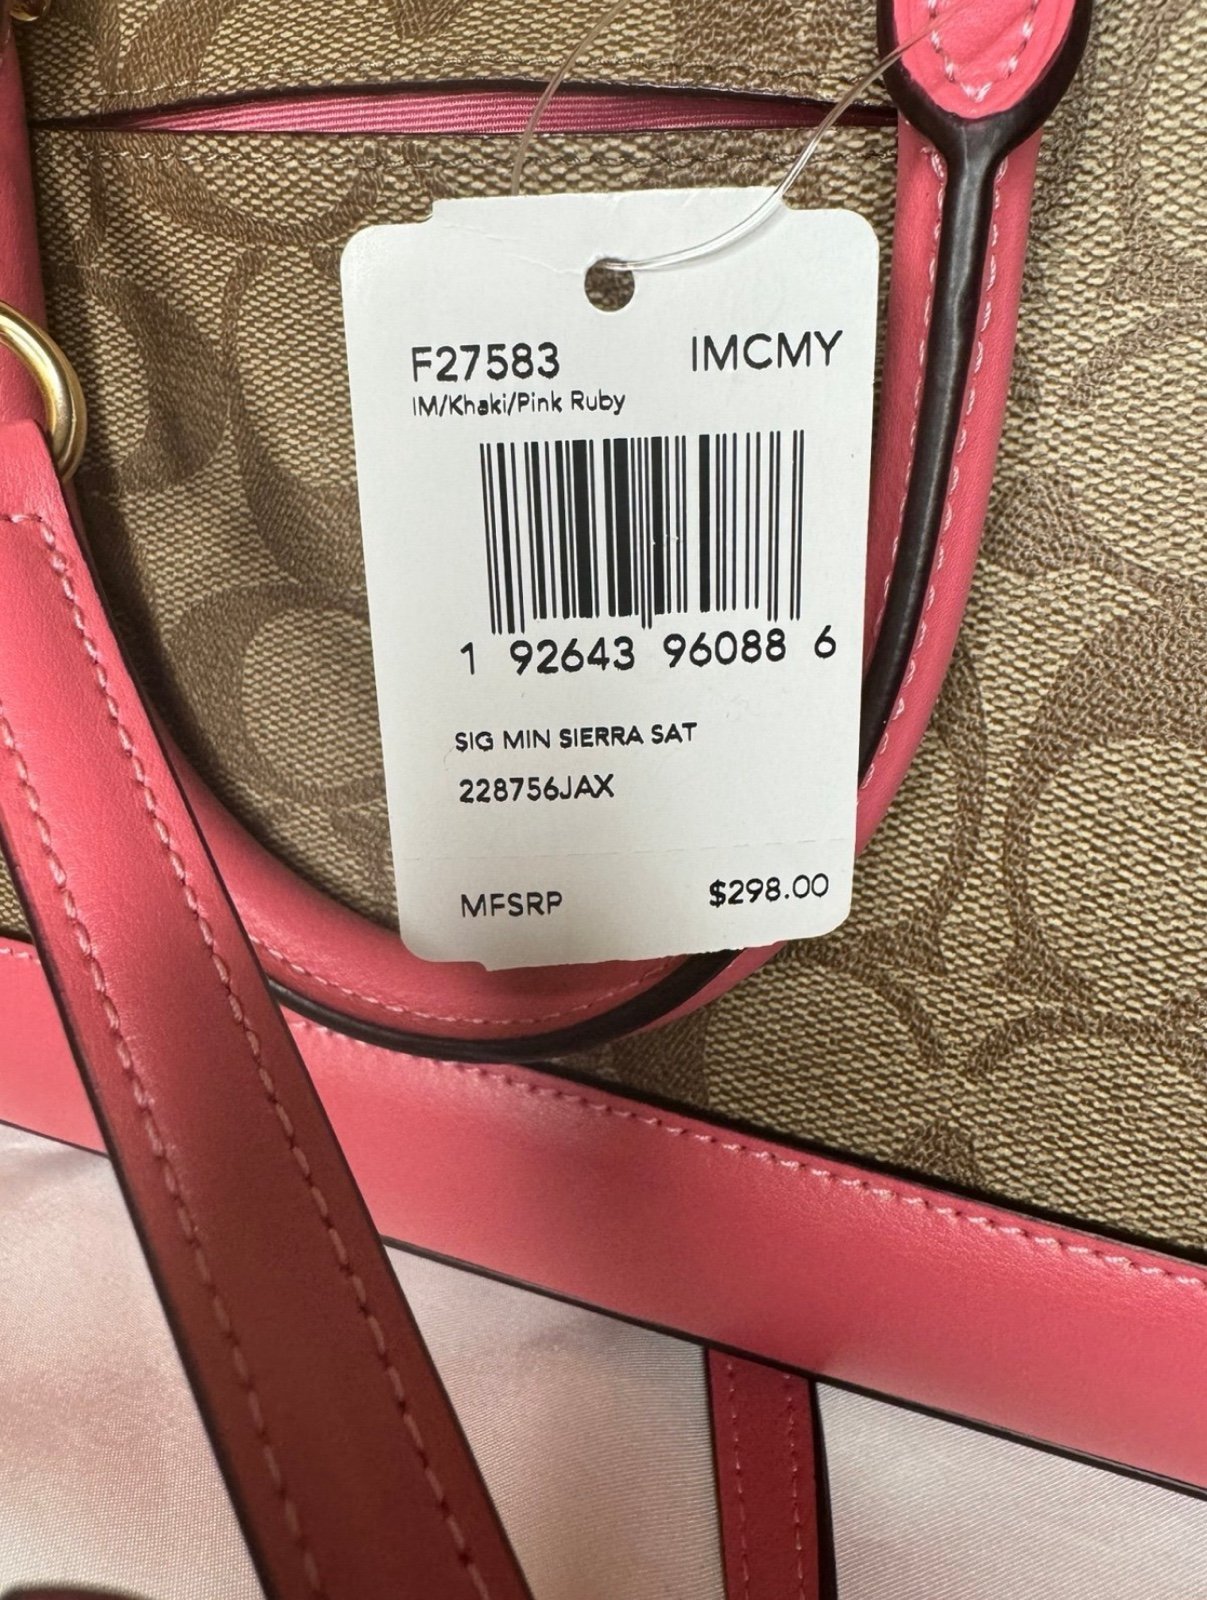 F27583 IMCMY
IM/Khaki/Pink Ruby
1 92643 96088 6
SIG MIN SIERRA SAT
228756JAX
MFSRP $298.00